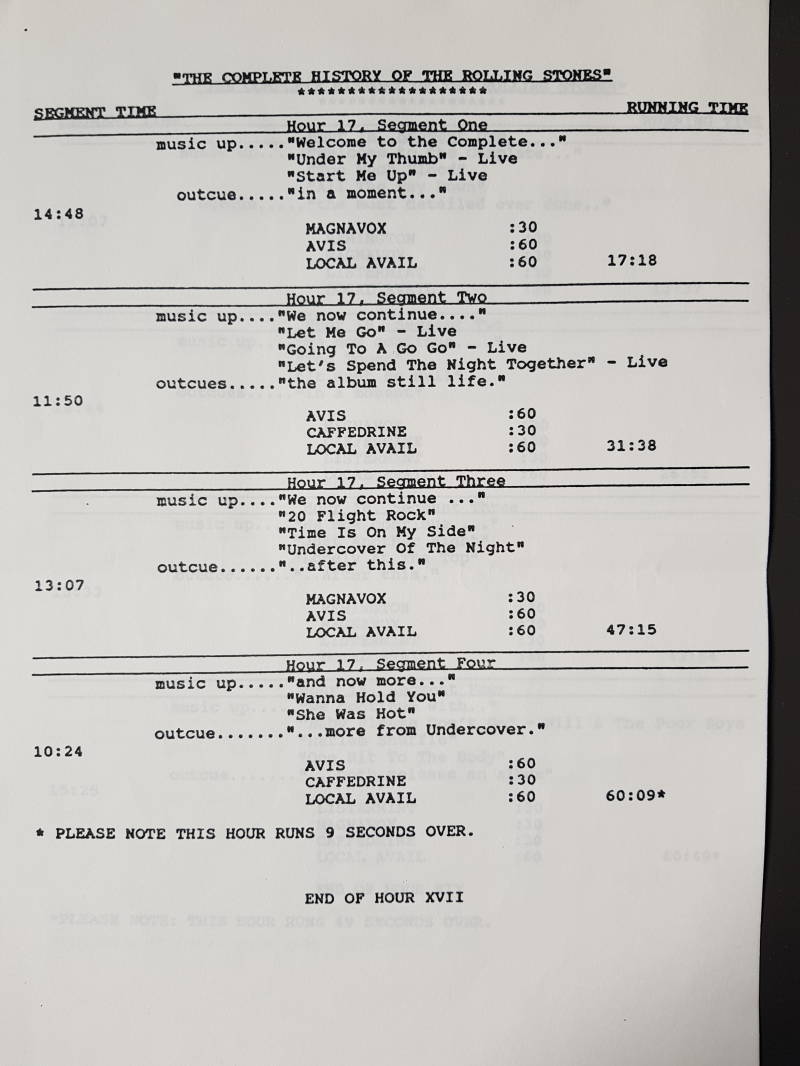 "THE COMPLETE HISTORY OF THE ROLLING STONES"
*******************
SEGMENT TIME RUNNING TIME
Hour 17, Segment One
music up....."Welcome to the Complete..."
"Under My Thumb" - Live
"Start Me Up" - Live
outcue....."in a moment..."
14:48
MAGNAVOX :30
AVIS :60
LOCAL AVAIL :60 17:18
Hour 17, Segment Two
music up...."We now continue...."
"Let Me Go" - Live
"Going To A Go Go" - Live
"Let's Spend The Night Together" - Live
outcues....."the album still life."
11:50
AVIS :60
CAFFEDRINE :30
LOCAL AVAIL :60 31:38
Hour 17, Segment Three
music up...."We now continue ..."
"20 Flight Rock"
"Time Is On My Side"
"Undercover Of The Night"
outcue......"..after this."
13:07
MAGNAVOX :30
AVIS :60
LOCAL AVAIL :60 47:15
Hour 17, Segment Four
music up....."and now more..."
"Wanna Hold You"
"She Was Hot"
outcue......."...more from Undercover."
10:24
AVIS :60
CAFFEDRINE :30
LOCAL AVAIL :60 60:09*
* PLEASE NOTE THIS HOUR RUNS 9 SECONDS OVER.
END OF HOUR XVII